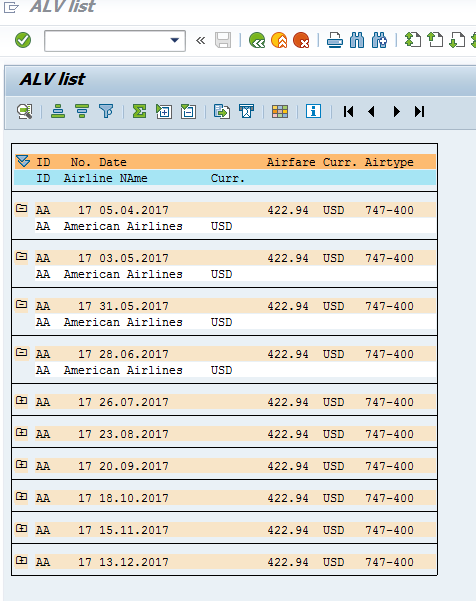 ALV list
ALV list
ID No. Date Airfare Curr. Airtype
ID Airline NAme Curr.
AA 17 05.04.2017 422.94 USD 747-400
AA American Airlines USD
AA 17 03.05.2017 422.94 USD 747-400
AA American Airlines USD
AA 17 31.05.2017 422.94 USD 747-400
AA American Airlines USD
AA 17 28.06.2017 422.94 USD 747-400
AA American Airlines USD
AA 17 26.07.2017 422.94 USD 747-400
AA 17 23.08.2017 422.94 USD 747-400
AA 17 20.09.2017 422.94 USD 747-400
AA 17 18.10.2017 422.94 USD 747-400
AA 17 15.11.2017 422.94 USD 747-400
AA 17 13.12.2017 422.94 USD 747-400